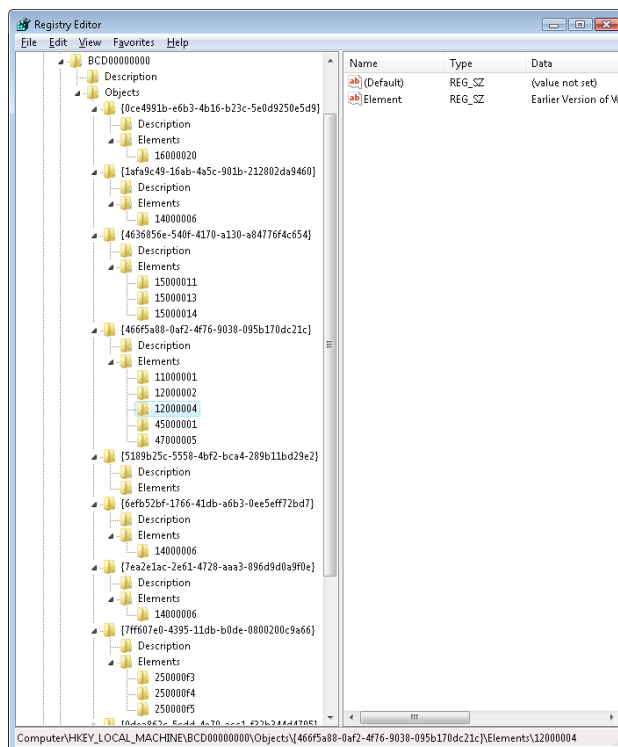 Registry Editor
File Edit View Favorites Help
BCD00000000
Description
Objects
{0ce4991b-e6b3-4b16-b23c-5e0d9250e5d9}
Description
Elements
16000020
{1afa9c49-16ab-4a5c-901b-212802da9460}
Description
Elements
14000006
{4636856e-540f-4170-a130-a84776f4c654}
Description
Elements
15000011
15000013
15000014
{466f5a88-0af2-4f76-9038-095b170dc21c}
Description
Elements
11000001
12000002
12000004
45000001
47000005
{5189b25c-5558-4bf2-bca4-289b11bd29e2}
Description
Elements
{6efb52bf-1766-41db-a6b3-0ee5eff72bd7}
Description
Elements
14000006
{7ea2e1ac-2e61-4728-aaa3-896d9d0a9f0e}
Description
Elements
14000006
{7ff607e0-4395-11db-b0de-0800200c9a66}
Description
Elements
250000f3
250000f4
250000f5
Name Type Data
(Default) REG_SZ (value not set)
Element REG_SZ Earlier Version of W
Computer\HKEY_LOCAL_MACHINE\BCD00000000\Objects\{466f5a88-0af2-4f76-9038-095b170dc21c}\Elements\12000004